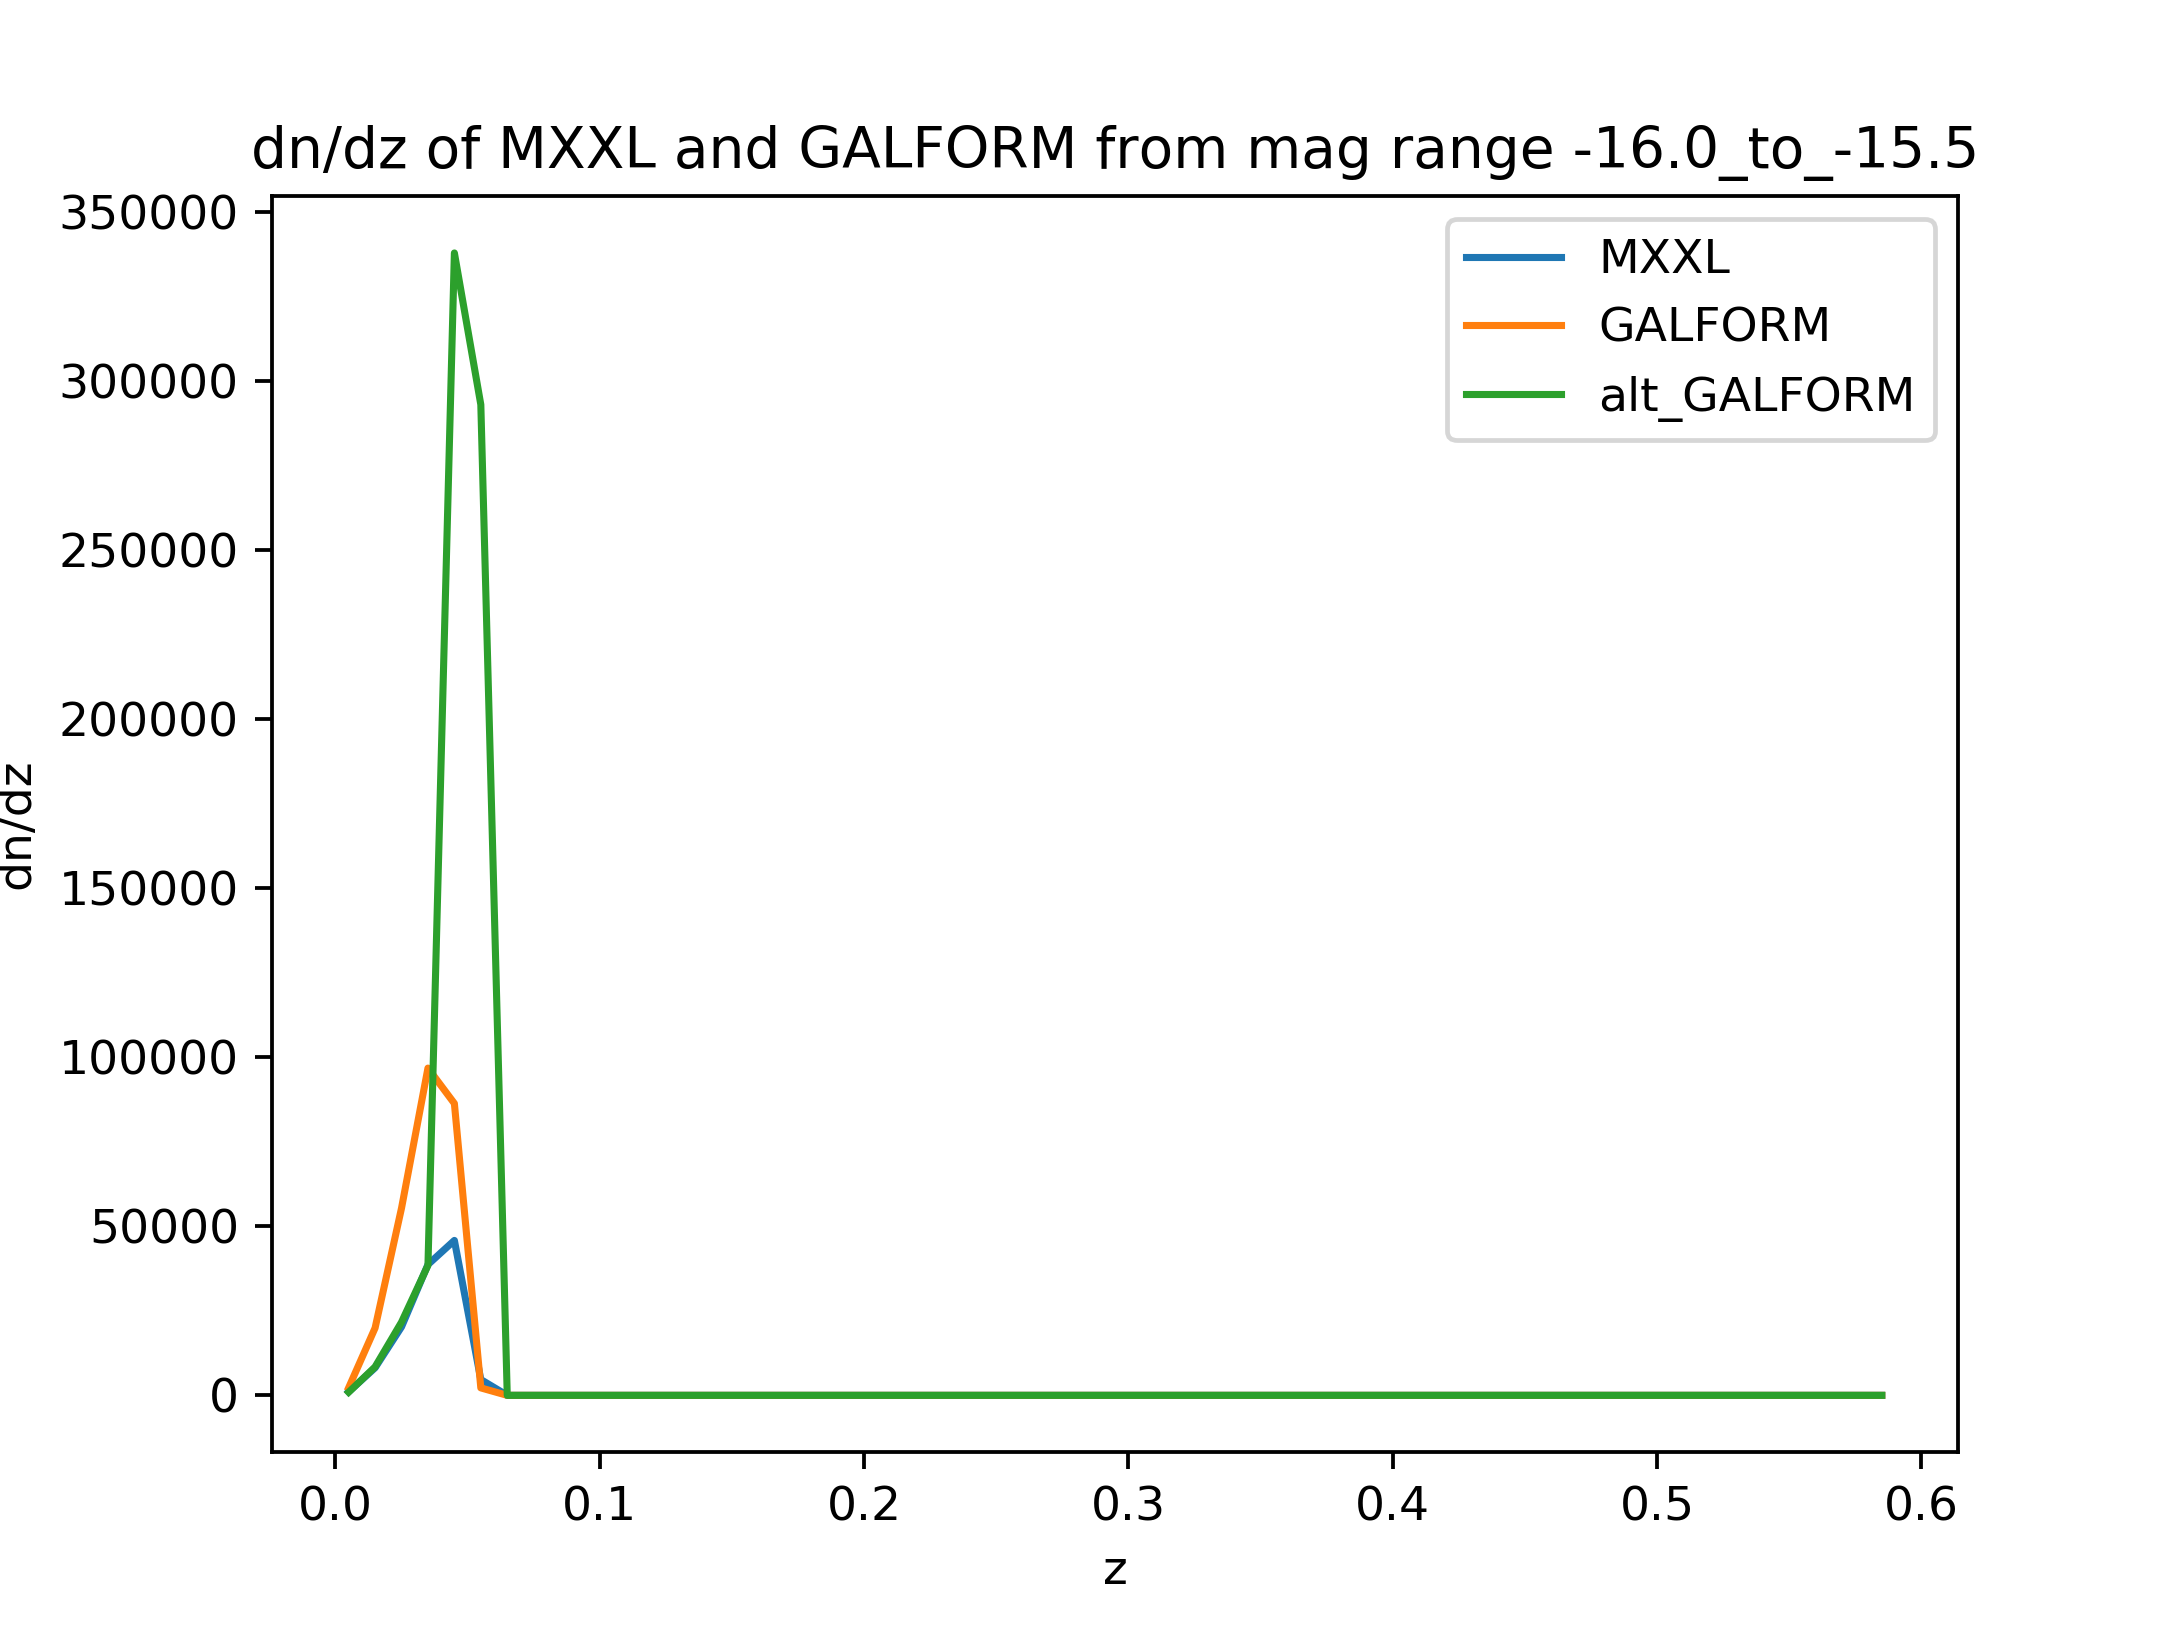 dn/dz of MXXL and GALFORM from mag range -16.0_to_-15.5
350000
300000
250000
200000
150000
100000
50000
0
dn/dz
MXXL
GALFORM
alt_GALFORM
0.0 0.1 0.2 0.3 0.4 0.5 0.6
z